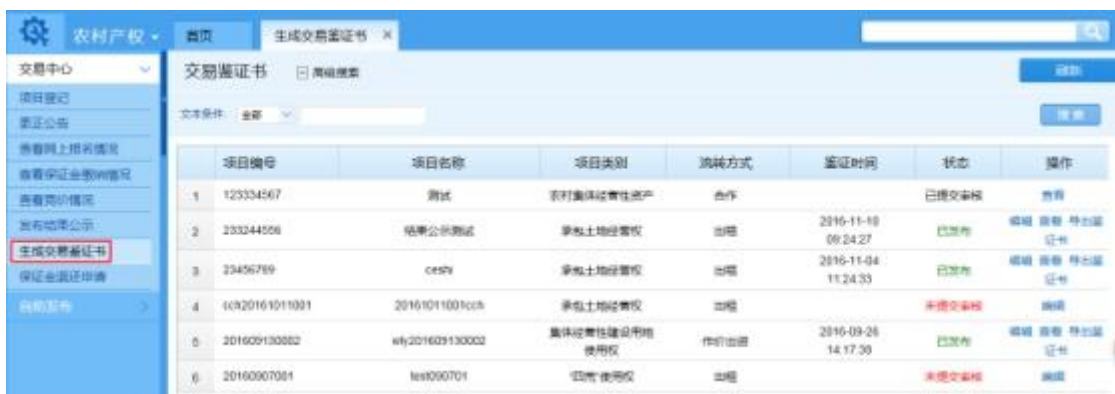 农村产权
首页
生成交易鉴证书 ×
交易中心
项目登记
更正公告
查看网上报名情况
查看保证金缴纳情况
查看竞价情况
发布结果公示
生成交易鉴证书
保证金退还申请
自助发布
交易鉴证书
高级搜索
刷新
文本条件 全部
搜索
项目编号 项目名称 项目类别 流转方式 鉴证时间 状态 操作
1 123334567 测试 农村集体经营性资产 合作 已提交审核 查看
2 233244556 结果公示测试 承包土地经营权 出租 2016-11-10 09:24:27 已发布 编辑 查看 导出鉴证书
3 23456789 ceshi 承包土地经营权 出租 2016-11-04 11:24:33 已发布 编辑 查看 导出鉴证书
4 cch20161011001 20161011001cch 承包土地经营权 出租 未提交审核 编辑
5 201609130002 wly201609130002 集体经营性建设用地使用权 作价出资 2016-09-26 14:17:39 已发布 编辑 查看 导出鉴证书
6 20160907081 test090701 "四荒"使用权 出租 未提交审核 编辑